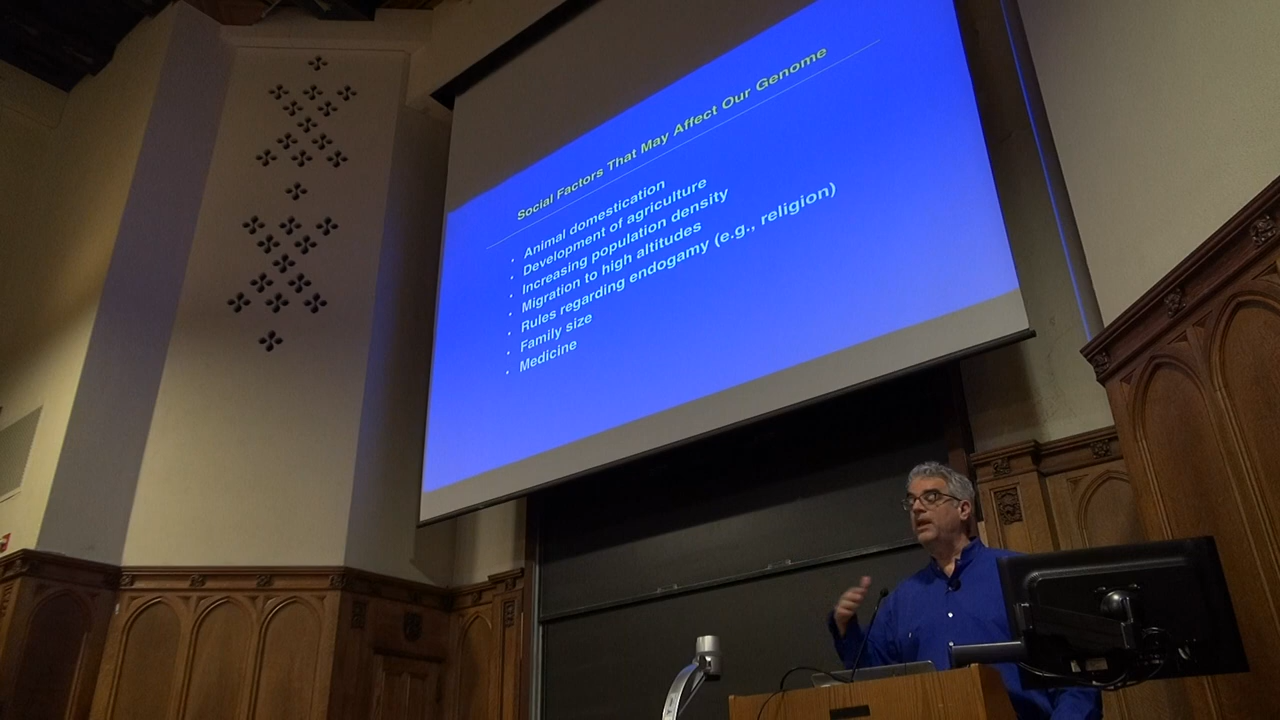 Social Factors That May Affect Our Genome
· Animal domestication
· Development of agriculture
· Increasing population density
· Migration to high altitudes
· Rules regarding endogamy (e.g., religion)
· Family size
· Medicine